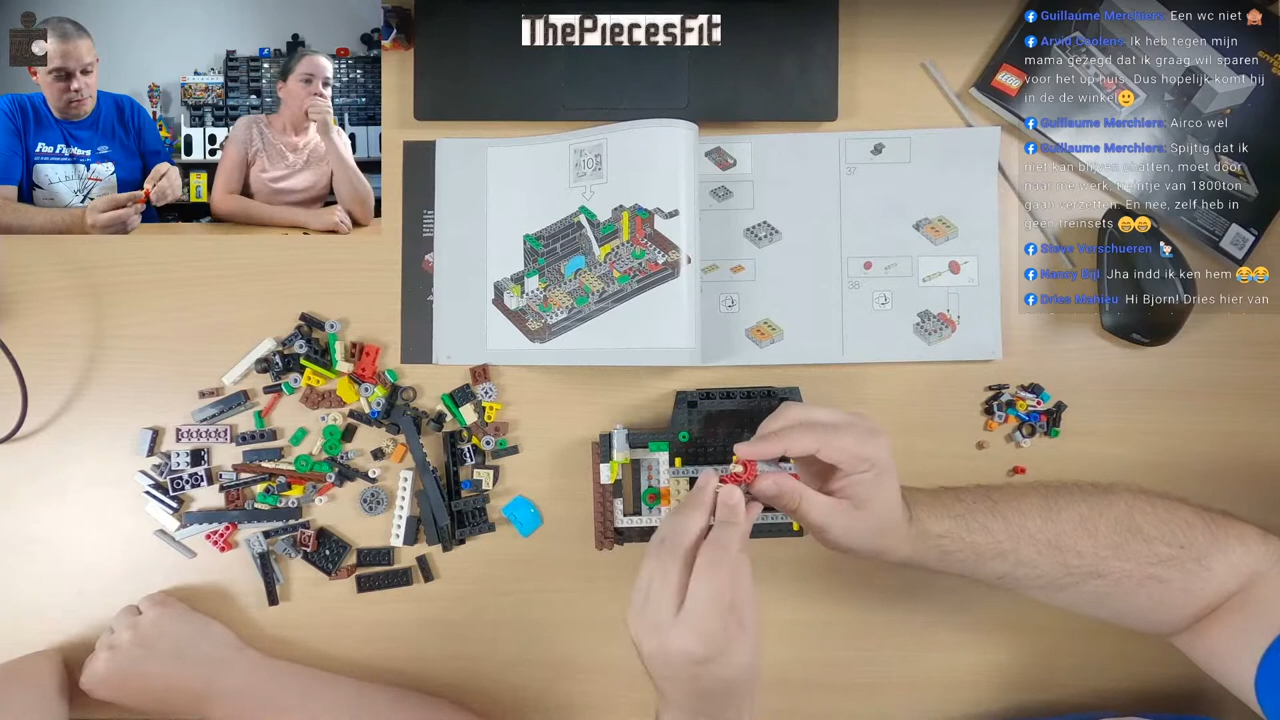 ThePiecesFit
Foo Fighters
LEGO
10
37
38
Guillaume Merchiers: Een wc niet 🙈
Arvid Coolens: Ik heb tegen mijn
mama gezegd dat ik graag wil sparen
voor het up huis. Dus hopelijk komt hij
in de de winkel🙂
Guillaume Merchiers: Airco wel
Guillaume Merchiers: Spijtig dat ik
niet kan blijven chatten, moet door
naar me werk, treintje van 1800ton
gaan verzetten. En nee, zelf heb in
geen treinsets 😁😁
Steve Verschueren 🙋🏻‍♂️
Nancy Bijl: Jha indd ik ken hem 😂😂
Dries Mahieu: Hi Bjorn! Dries hier van